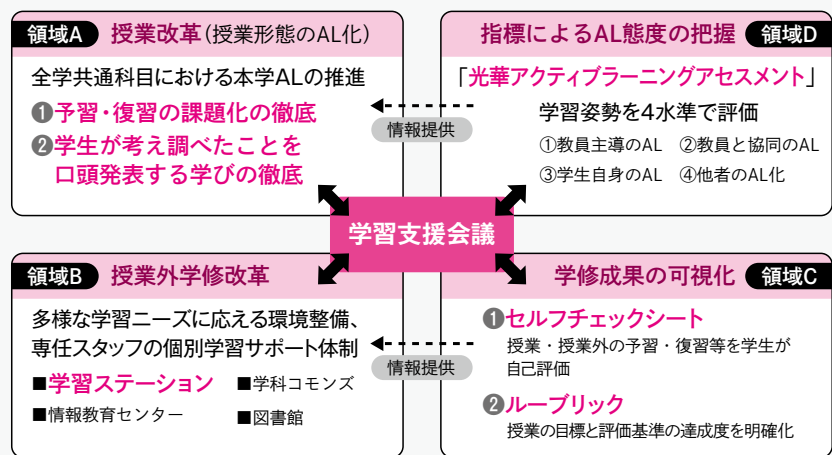 領域A 授業改革(授業形態のAL化)
全学共通科目における本学ALの推進
❶予習・復習の課題化の徹底
❷学生が考え調べたことを
口頭発表する学びの徹底
情報提供
指標によるAL態度の把握 領域D
「光華アクティブラーニングアセスメント」
学習姿勢を4水準で評価
①教員主導のAL ②教員と協同のAL
③学生自身のAL ④他者のAL化
学習支援会議
領域B 授業外学修改革
多様な学習ニーズに応える環境整備、
専任スタッフの個別学習サポート体制
■学習ステーション ■学科コモンズ
■情報教育センター ■図書館
情報提供
学修成果の可視化 領域C
❶セルフチェックシート
授業・授業外の予習・復習等を学生が
自己評価
❷ルーブリック
授業の目標と評価基準の達成度を明確化